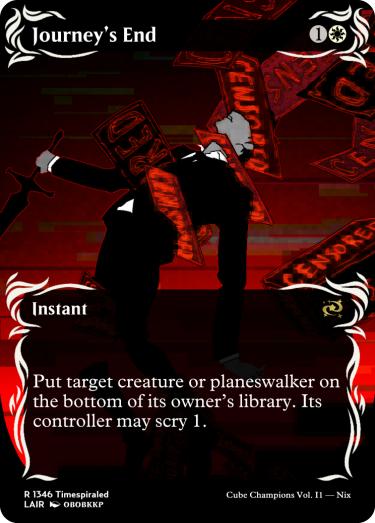 Journey's End
1
CENSORED
CENSORED
CENSORED
Instant
Put target creature or planeswalker on
the bottom of its owner's library. Its
controller may scry 1.
R 1346 Timespiraled
LAIR OBOBKKP
Cube Champions Vol. I1 — Nix